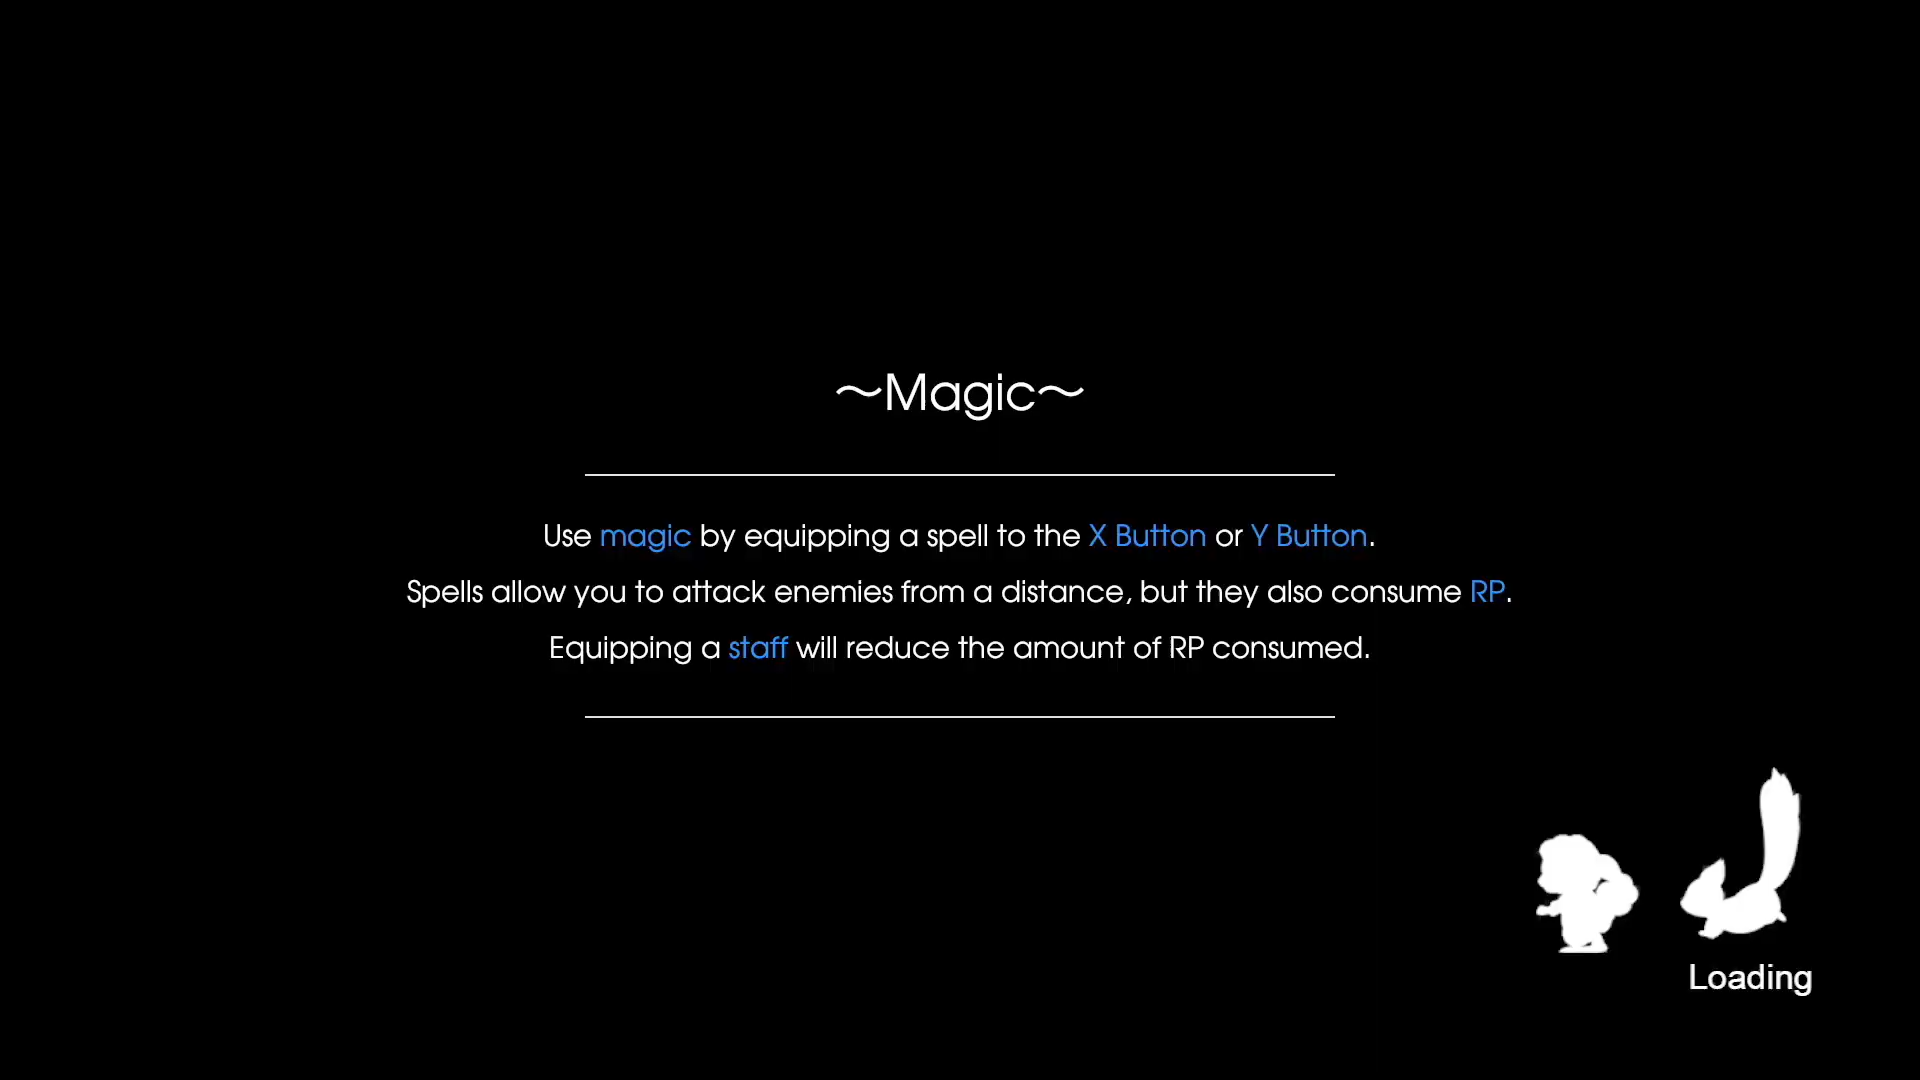 ～Magic～
Use magic by equipping a spell to the X Button or Y Button.
Spells allow you to attack enemies from a distance, but they also consume RP.
Equipping a staff will reduce the amount of RP consumed.
Loading